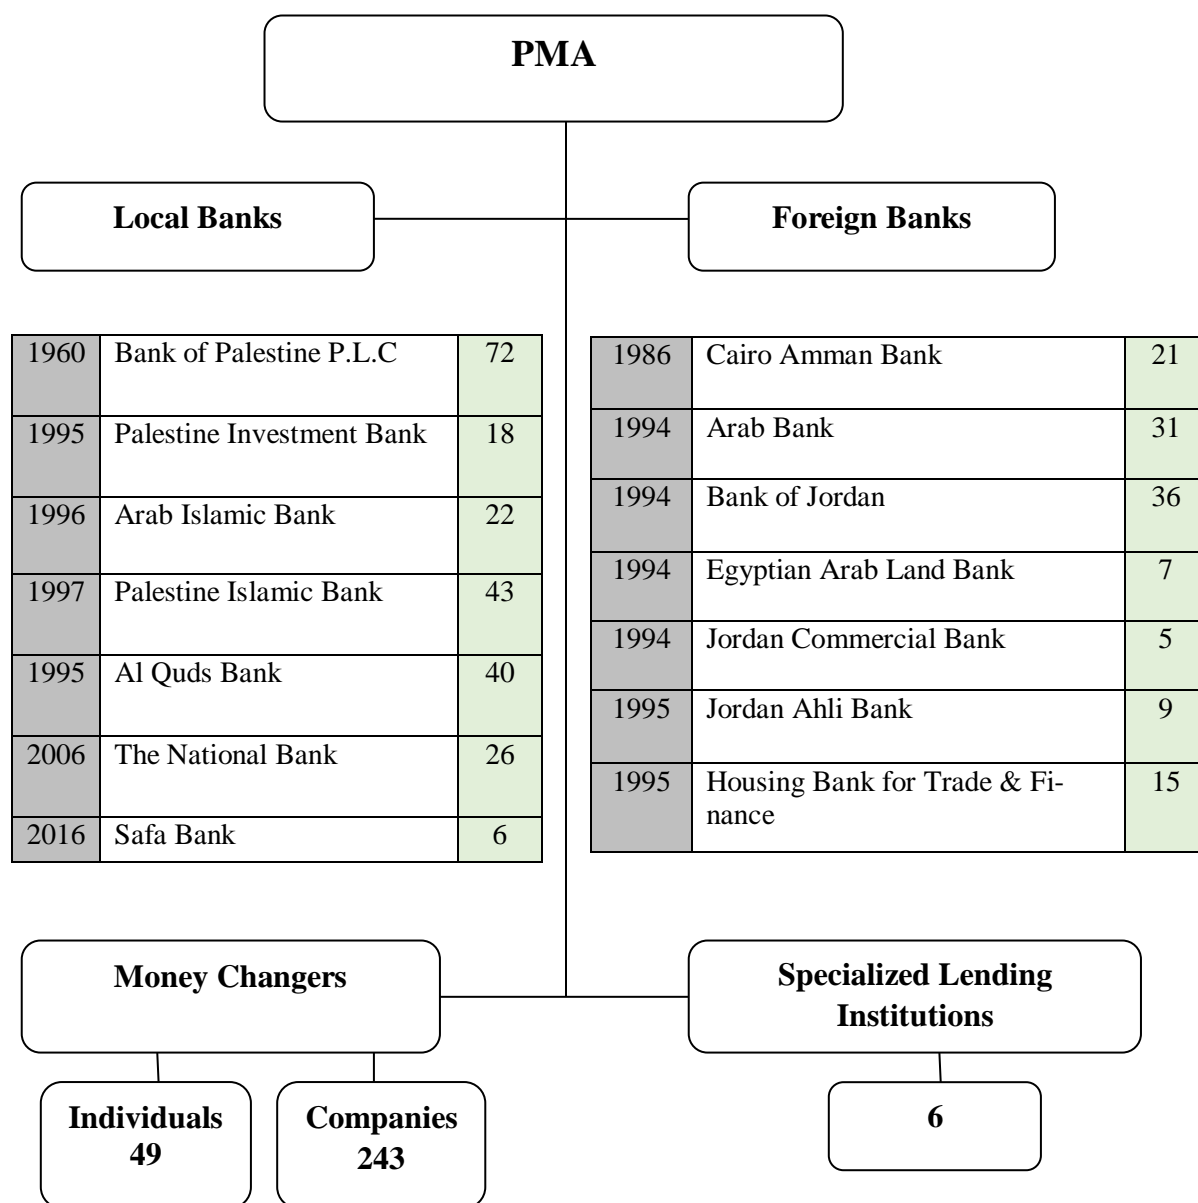 PMA
Local Banks
Foreign Banks
1960 Bank of Palestine P.L.C 72
1995 Palestine Investment Bank 18
1996 Arab Islamic Bank 22
1997 Palestine Islamic Bank 43
1995 Al Quds Bank 40
2006 The National Bank 26
2016 Safa Bank 6
1986 Cairo Amman Bank 21
1994 Arab Bank 31
1994 Bank of Jordan 36
1994 Egyptian Arab Land Bank 7
1994 Jordan Commercial Bank 5
1995 Jordan Ahli Bank 9
1995 Housing Bank for Trade & Fi- 15
nance
Money Changers
Individuals
49
Companies
243
Specialized Lending
Institutions
6